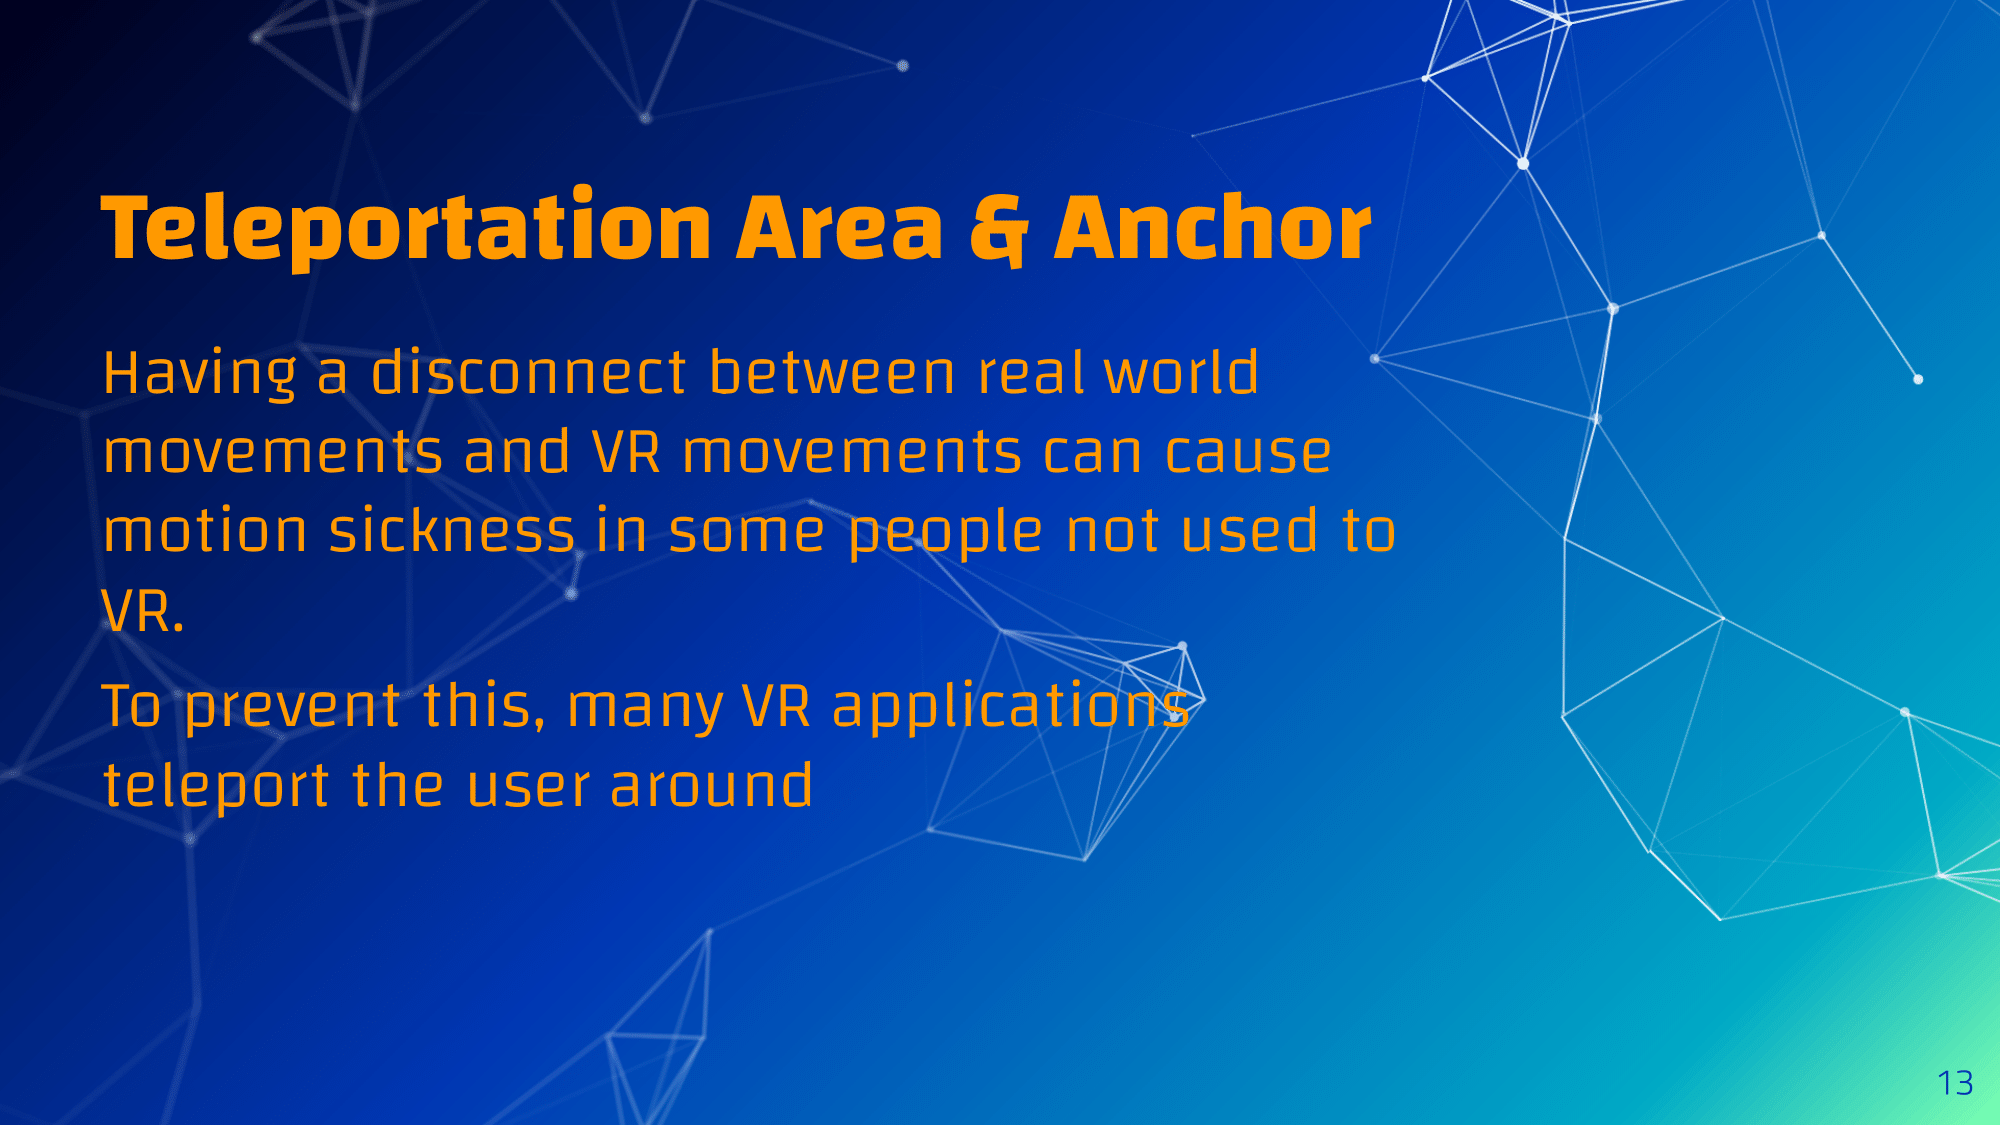 Teleportation Area & Anchor
Having a disconnect between real world
movements and VR movements can cause
motion sickness in some people not used to
VR.
To prevent this, many VR applications
teleport the user around
13